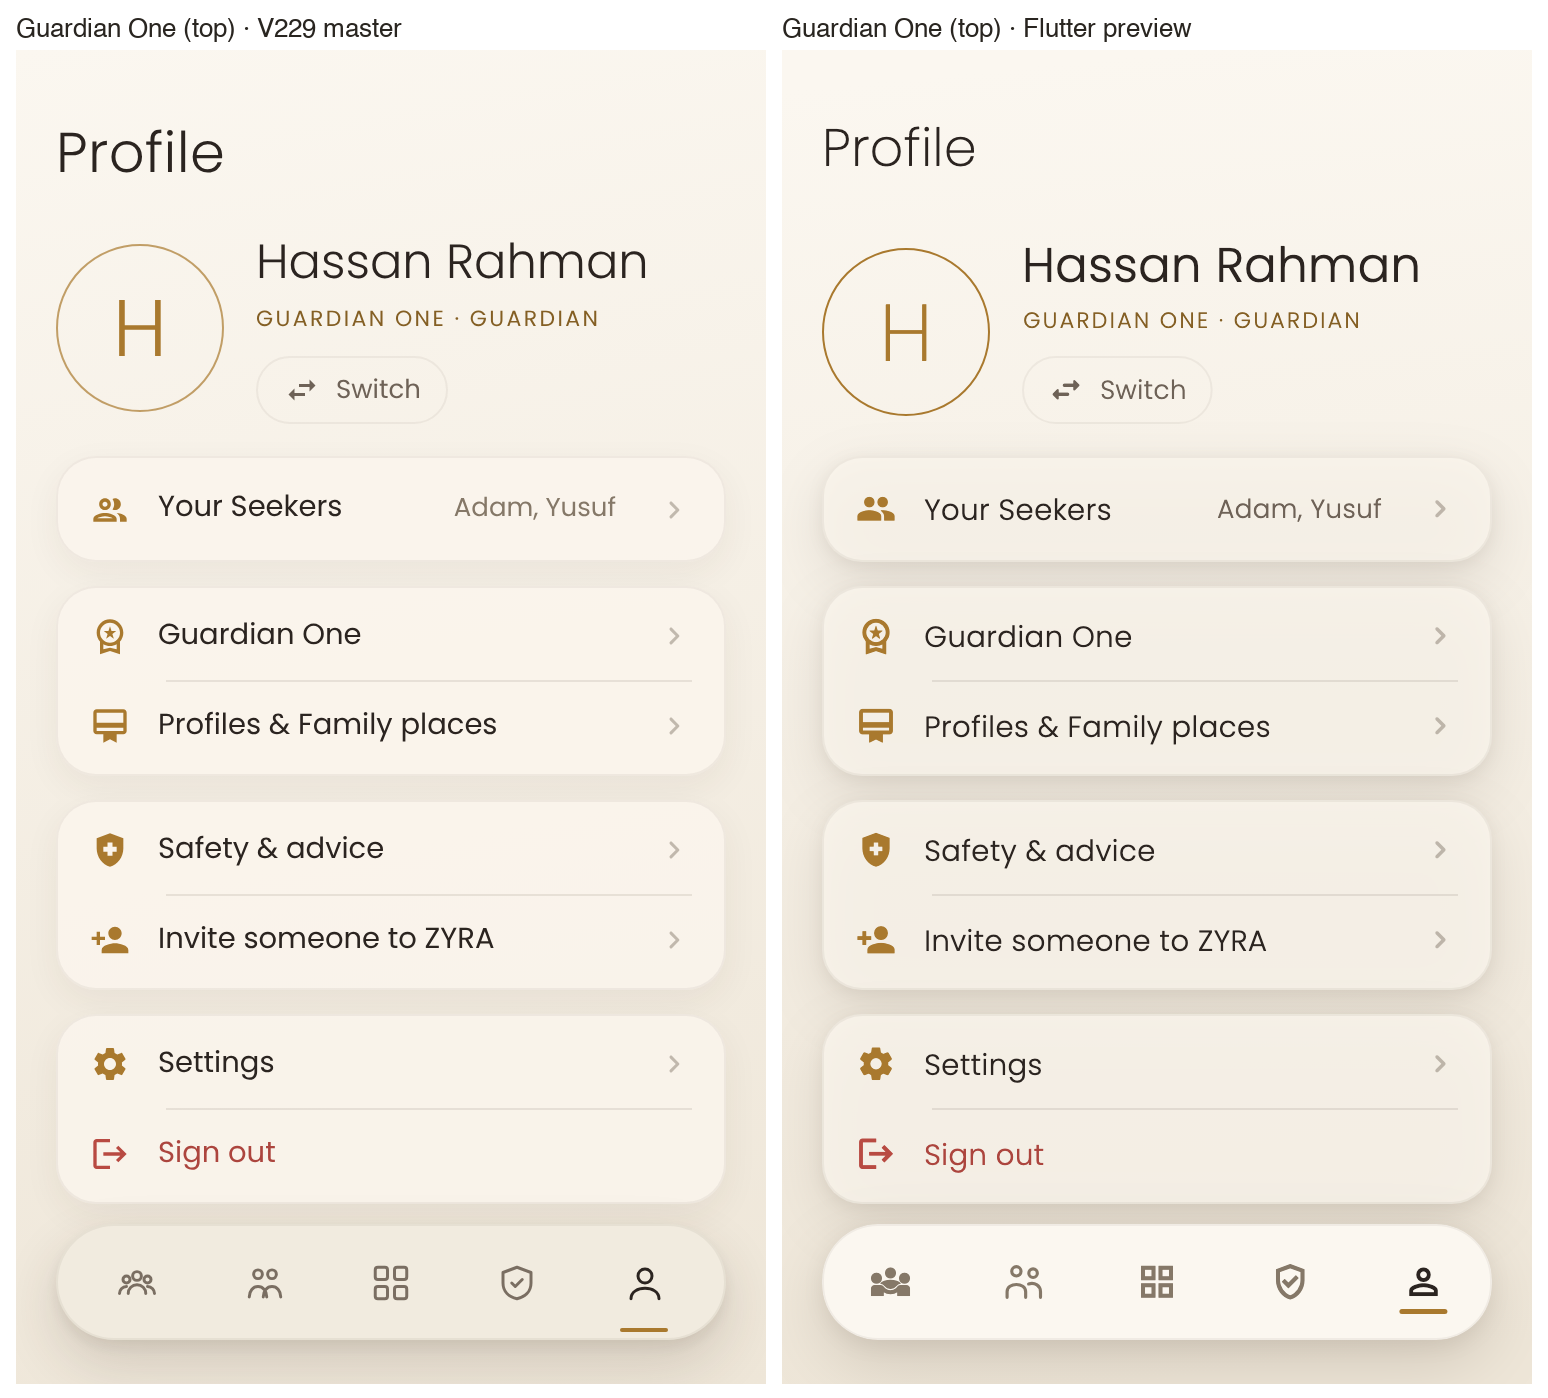 Guardian One (top) · V229 master
Profile
H
Hassan Rahman
GUARDIAN ONE · GUARDIAN
Switch
Your Seekers
Adam, Yusuf
Guardian One
Profiles & Family places
Safety & advice
Invite someone to ZYRA
Settings
Sign out
Guardian One (top) · Flutter preview
Profile
H
Hassan Rahman
GUARDIAN ONE · GUARDIAN
Switch
Your Seekers
Adam, Yusuf
Guardian One
Profiles & Family places
Safety & advice
Invite someone to ZYRA
Settings
Sign out